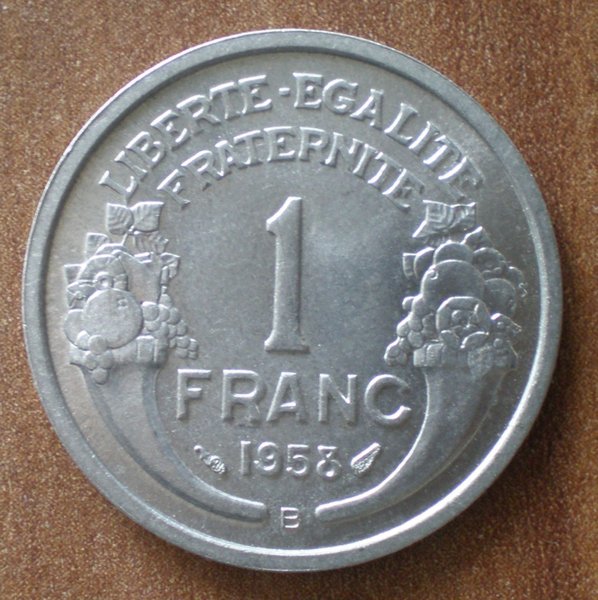 LIBERTE-EGALITE
FRATERNITE
1
FRANC
1958
B